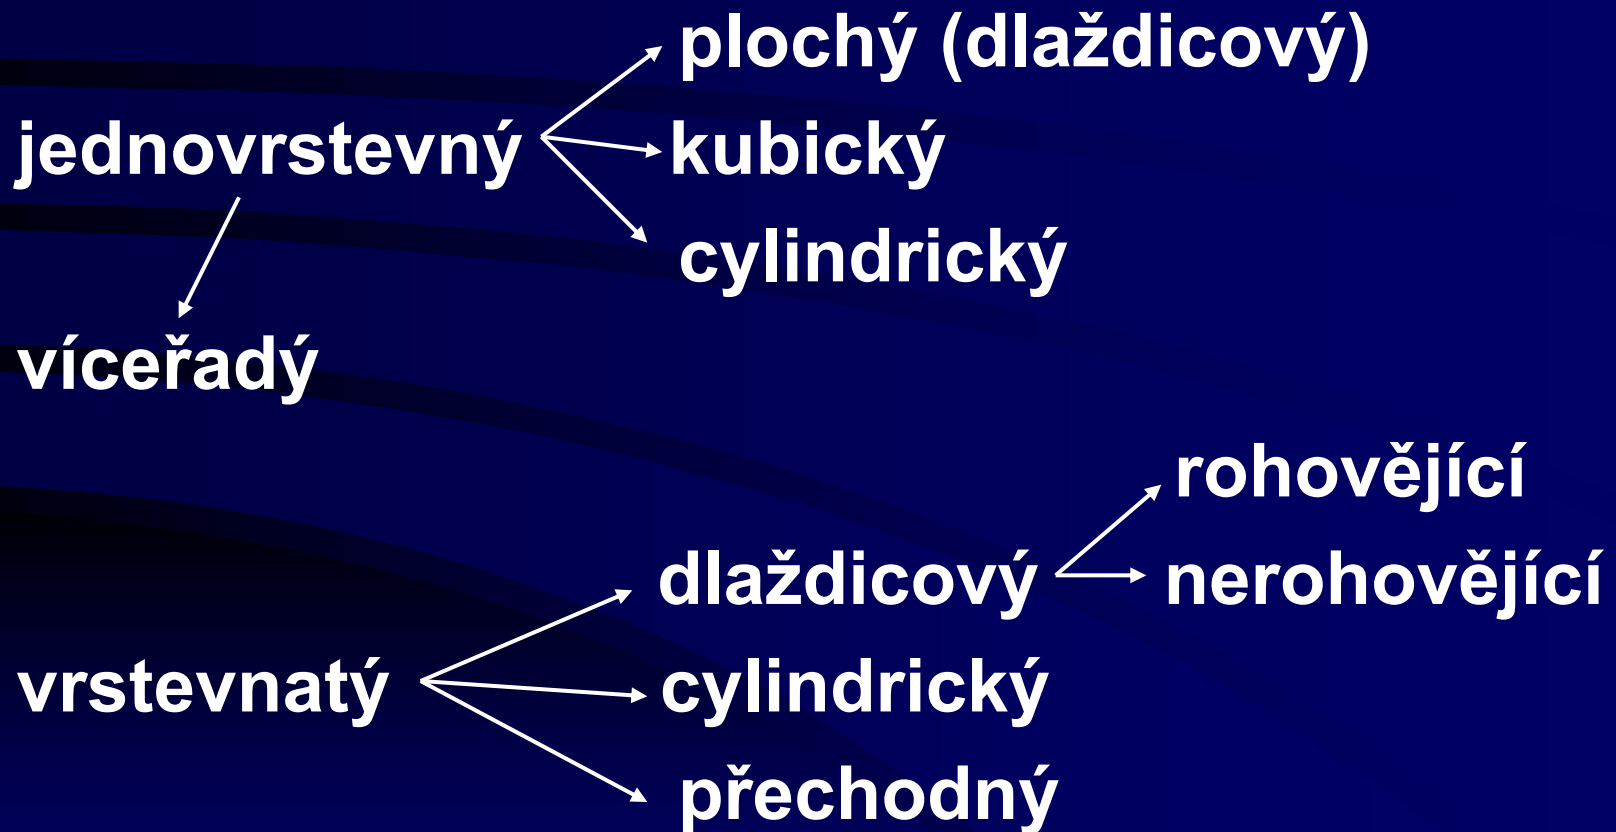 plochý (dlaždicový)
jednovrstevný
kubický
cylindrický
víceřadý
rohovějící
dlaždicový
nerohovějící
vrstevnatý
cylindrický
přechodný